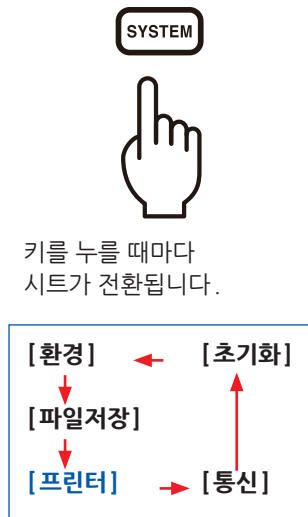 SYSTEM
키를 누를 때마다
시트가 전환됩니다.
[환경] [초기화]
[파일저장]
[프린터] [통신]